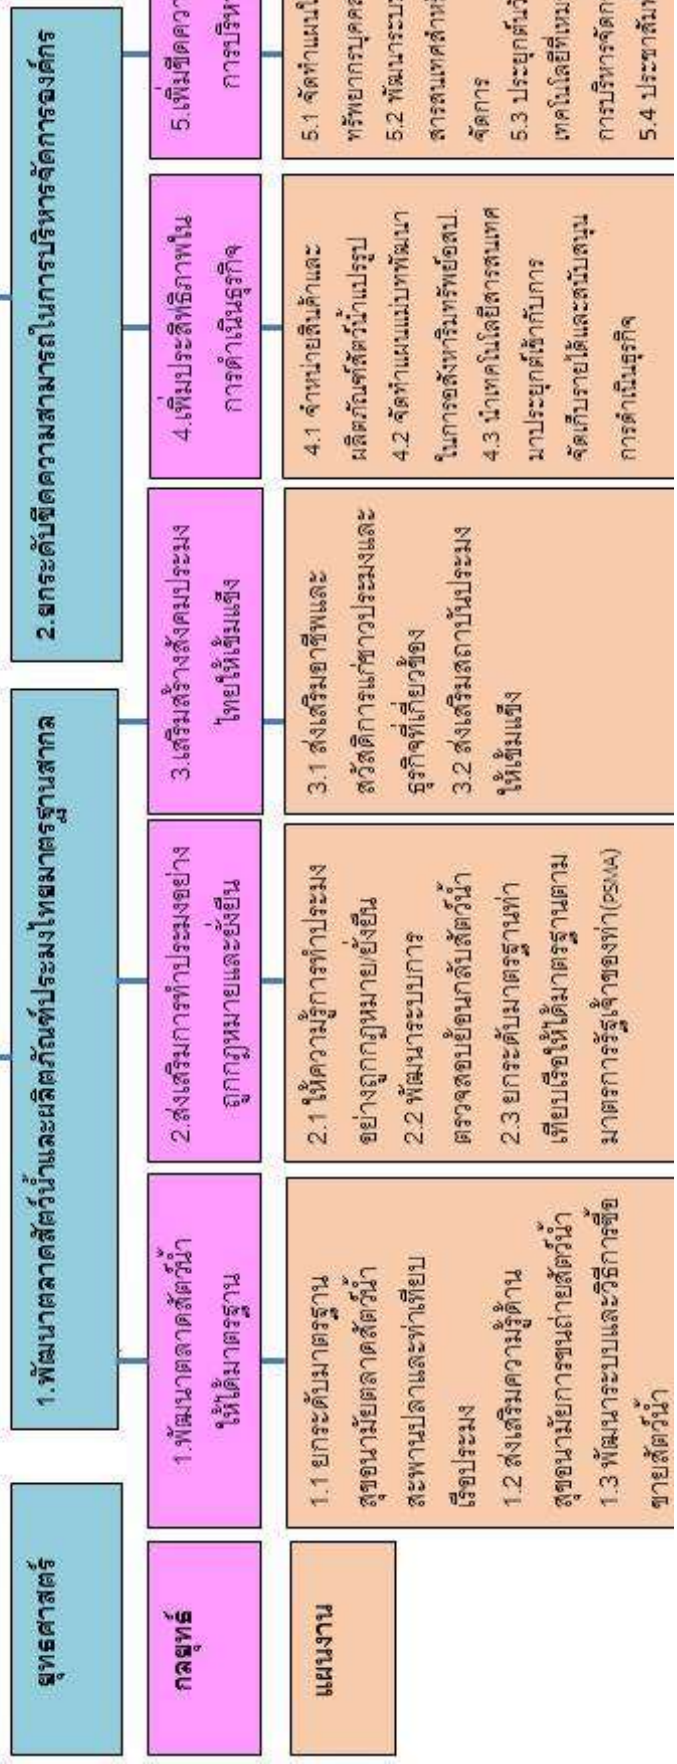 ยุทธศาสตร์
1.พัฒนาตลาดสัตว์น้ำและผลิตภัณฑ์ประมงไทยมาตรฐานสากล
2.ยกระดับขีดความสามารถในการบริหารจัดการองค์กร
กลยุทธ์
1.พัฒนาตลาดสัตว์น้ำ
ให้ได้มาตรฐาน
2.ส่งเสริมการทำประมงอย่าง
ถูกกฎหมายและยั่งยืน
3.เสริมสร้างสังคมประมง
ไทยให้เข้มแข็ง
4.เพิ่มประสิทธิภาพใน
การดำเนินธุรกิจ
5.เพิ่มขีดควา
การบริหา
แผนงาน
1.1 ยกระดับมาตรฐาน
สุขอนามัยตลาดสัตว์น้ำ
สะพานปลาและท่าเทียบ
เรือประมง
1.2 ส่งเสริมความรู้ด้าน
สุขอนามัยการขนถ่ายสัตว์น้ำ
1.3 พัฒนาระบบและวิธีการซื้อ
ขายสัตว์น้ำ
2.1 ให้ความรู้การทำประมง
อย่างถูกกฎหมาย/ยั่งยืน
2.2 พัฒนาระบบการ
ตรวจสอบย้อนกลับสัตว์น้ำ
2.3 ยกระดับมาตรฐานท่า
เทียบเรือให้ได้มาตรฐานตาม
มาตรการรัฐเจ้าของท่า(PSMA)
3.1 ส่งเสริมอาชีพและ
สวัสดิการแก่ชาวประมงและ
ธุรกิจที่เกี่ยวข้อง
3.2 ส่งเสริมสถาบันประมง
ให้เข้มแข็ง
4.1 จำหน่ายสินค้าและ
ผลิตภัณฑ์สัตว์น้ำแปรรูป
4.2 จัดทำแผนแม่บทพัฒนา
ในการอสังหาริมทรัพย์อสป.
4.3 นำเทคโนโลยีสารสนเทศ
มาประยุกต์เข้ากับการ
จัดเก็บรายได้และสนับสนุน
การดำเนินธุรกิจ
5.1 จัดทำแผนใ
ทรัพยากรบุคคล
5.2 พัฒนาระบ
สารสนเทศสำห
จัดการ
5.3 ประยุกต์นว
เทคโนโลยีที่เหม
การบริหารจัดก
5.4 ประชาสัมพ